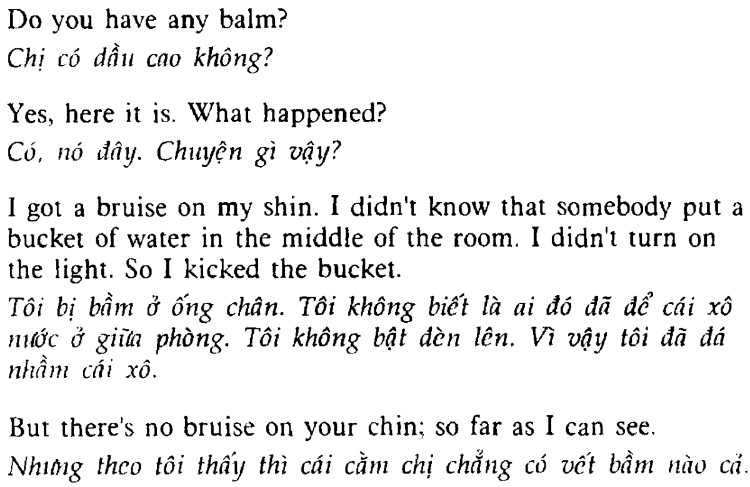 Do you have any balm?
Chị có dầu cao không?
Yes, here it is. What happened?
Có, nó đây. Chuyện gì vậy?
I got a bruise on my shin. I didn't know that somebody put a
bucket of water in the middle of the room. I didn't turn on
the light. So I kicked the bucket.
Tôi bị bầm ở ống chân. Tôi không biết là ai đó đã để cái xô
nước ở giữa phòng. Tôi không bật đèn lên. Vì vậy tôi đã đá
nhầm cái xô.
But there's no bruise on your chin; so far as I can see.
Nhưng theo tôi thấy thì cái cằm chị chẳng có vết bầm nào cả.